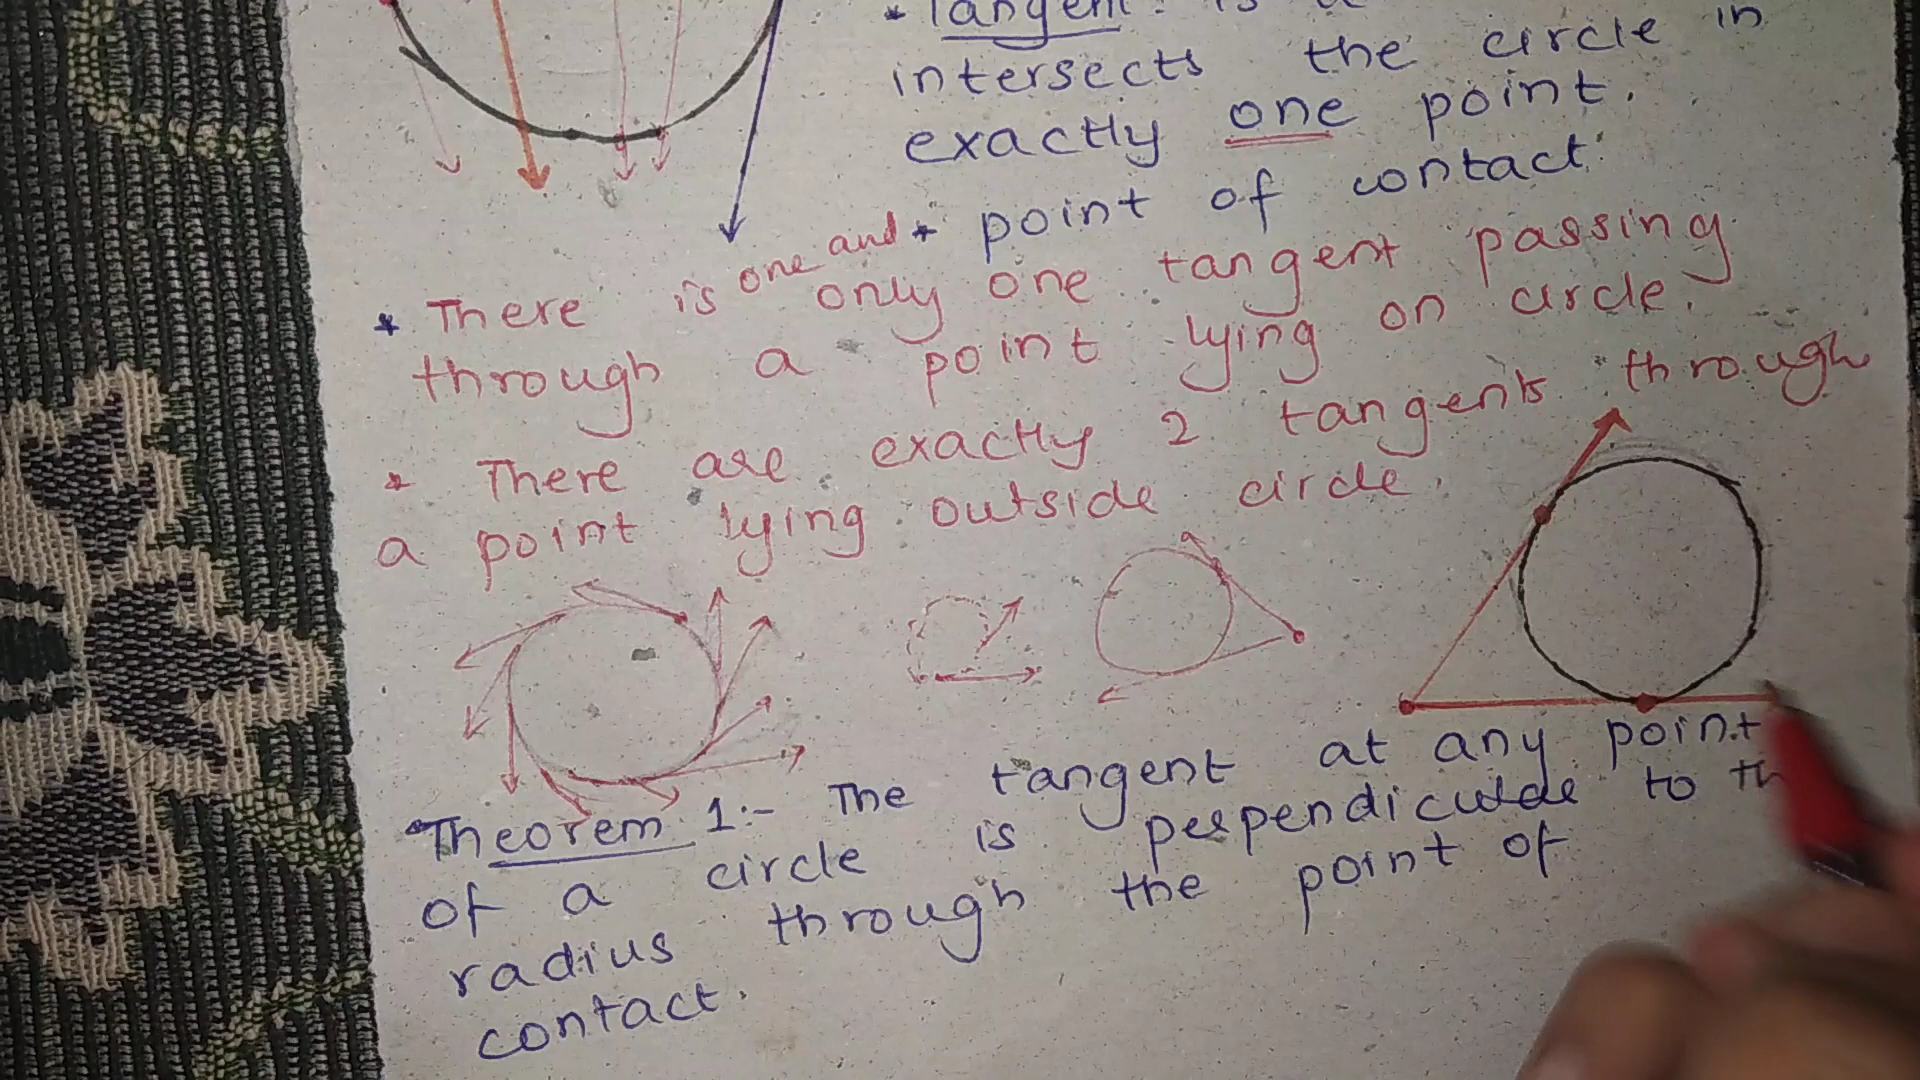 * Tangent: is a
intersects the circle in
exactly one point.
* point of contact
* There is one and only one tangent passing
through a point lying on circle.
* There are exactly 2 tangents through
a point lying outside circle.
*Theorem 1:- The tangent at any point
of a circle is perpendicular to th
radius through the point of
contact.